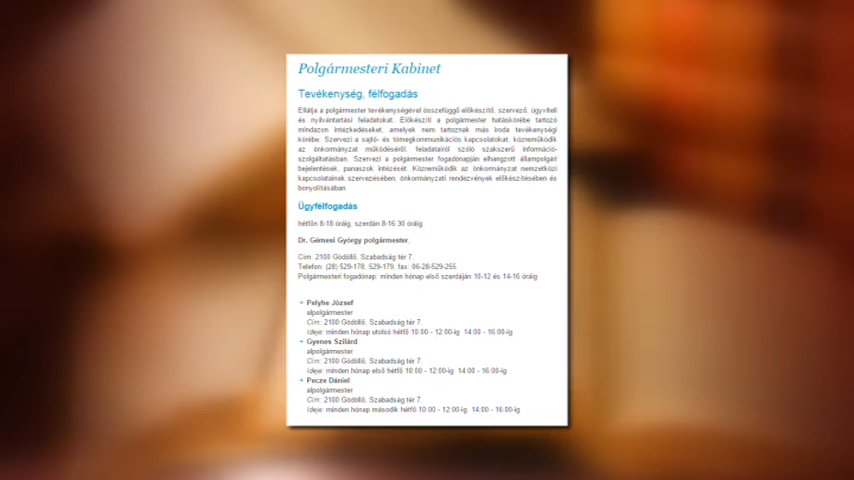 Polgármesteri Kabinet
Tevékenység, félfogadás
Ellátja a polgármester tevékenységével összefüggő előkészítő, szervező, ügyviteli
és nyilvántartási feladatokat. Előkészíti a polgármester hatáskörébe tartozó
mindazon intézkedéseket, amelyek nem tartoznak más iroda tevékenységi
körébe. Szervezi a sajtó- és tömegkommunikációs kapcsolatokat, közreműködik
az önkormányzat működéséről, feladatairól szóló szakszerű információ-
szolgáltatásban. Szervezi a polgármester fogadónapján elhangzott állampolgári
bejelentések, panaszok intézését. Közreműködik az önkormányzat nemzetközi
kapcsolatainak szervezésében, önkormányzati rendezvények előkészítésében és
bonyolításában.
Ügyfélfogadás
hétfőn 8-18 óráig, szerdán 8-16.30 óráig
Dr. Gémesi György polgármester,
Cím: 2100 Gödöllő, Szabadság tér 7.
Telefon: (28) 529-178, 529-179, fax: 06-28-529-255
Polgármesteri fogadónap: minden hónap első szerdáján 10-12 és 14-16 óráig
Pelyhe József
alpolgármester
Cím: 2100 Gödöllő, Szabadság tér 7.
Ideje: minden hónap utolsó hétfő 10:00 - 12:00-ig 14:00 - 16:00-ig
Gyenes Szilárd
alpolgármester
Cím: 2100 Gödöllő, Szabadság tér 7.
Ideje: minden hónap első hétfő 10:00 - 12:00-ig 14:00 - 16:00-ig
Pecze Dániel
alpolgármester
Cím: 2100 Gödöllő, Szabadság tér 7.
Ideje: minden hónap második hétfő 10:00 - 12:00-ig 14:00 - 16:00-ig